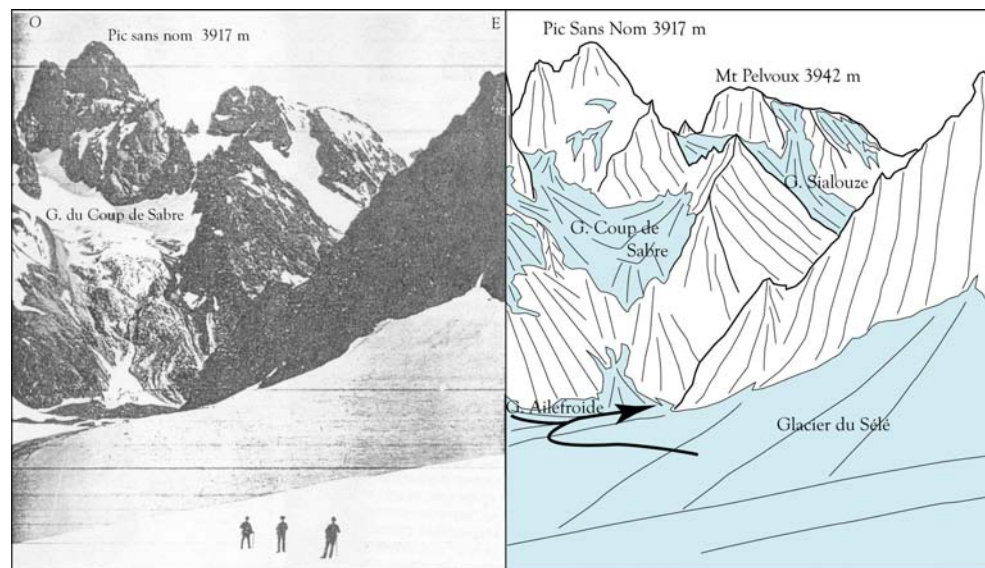 O
E
Pic sans nom 3917 m
G. du Coup de Sabre
Pic Sans Nom 3917 m
Mt Pelvoux 3942 m
G. Sialouze
G. Coup de
Sabre
G. Ailefroide
Glacier du Sélé